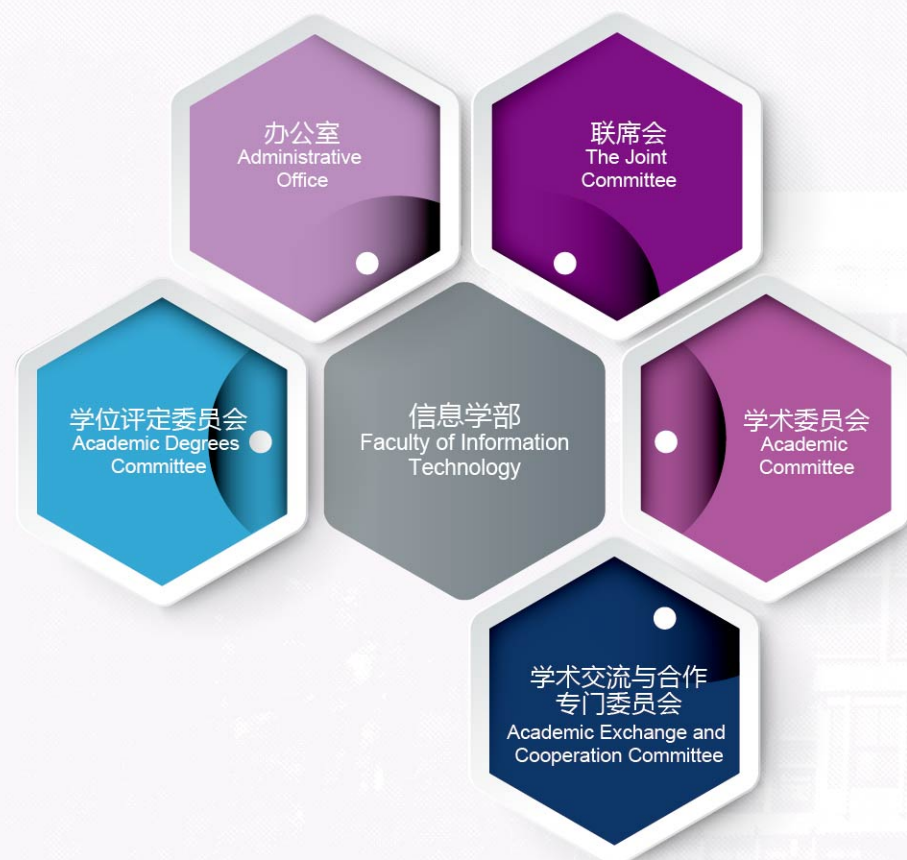 办公室
Administrative
Office
联席会
The Joint
Committee
学位评定委员会
Academic Degrees
Committee
信息学部
Faculty of Information
Technology
学术委员会
Academic
Committee
学术交流与合作
专门委员会
Academic Exchange and
Cooperation Committee